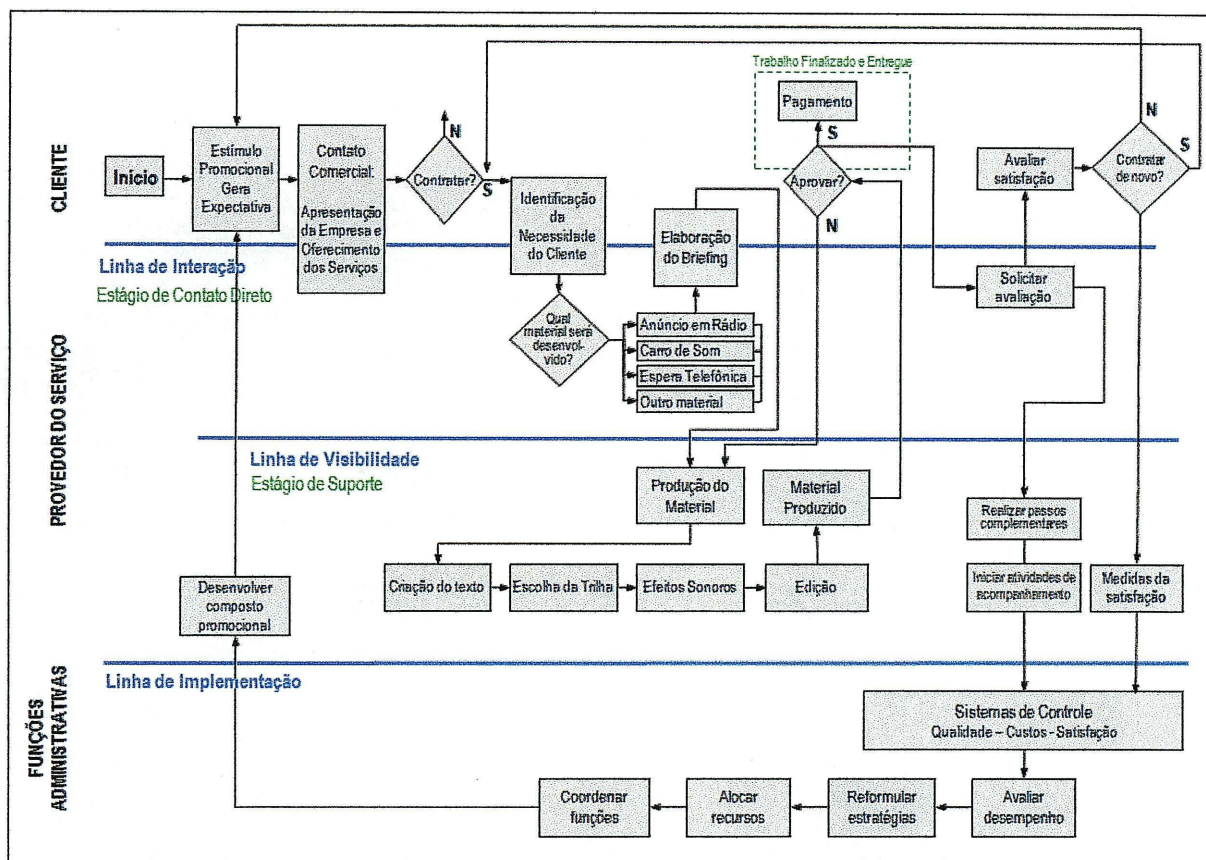 Trabalho Finalizado e Entregue
CLIENTE
Início
Estímulo
Promocional
Gera
Expectativa
Contato
Comercial:
Apresentação
da Empresa e
Oferecimento
dos Serviços
N
Contratar?
S
Identificação
da
Necessidade
do Cliente
Elaboração
do Briefing
Pagamento
S
Aprovar?
N
Avaliar
satisfação
N
Contratar
de novo?
S
Linha de Interação
Estágio de Contato Direto
Solicitar
avaliação
PROVEDOR DO SERVIÇO
Qual
material será
desenvol-
vido?
Anúncio em Rádio
Carro de Som
Espera Telefônica
Outro material
Linha de Visibilidade
Estágio de Suporte
Produção do
Material
Material
Produzido
Realizar passos
complementares
Criação do texto
Escolha da Trilha
Efeitos Sonoros
Edição
Iniciar atividades de
acompanhamento
Medidas da
satisfação
Desenvolver
composto
promocional
Linha de Implementação
FUNÇÕES
ADMINISTRATIVAS
Sistemas de Controle
Qualidade – Custos - Satisfação
Coordenar
funções
Alocar
recursos
Reformular
estratégias
Avaliar
desempenho